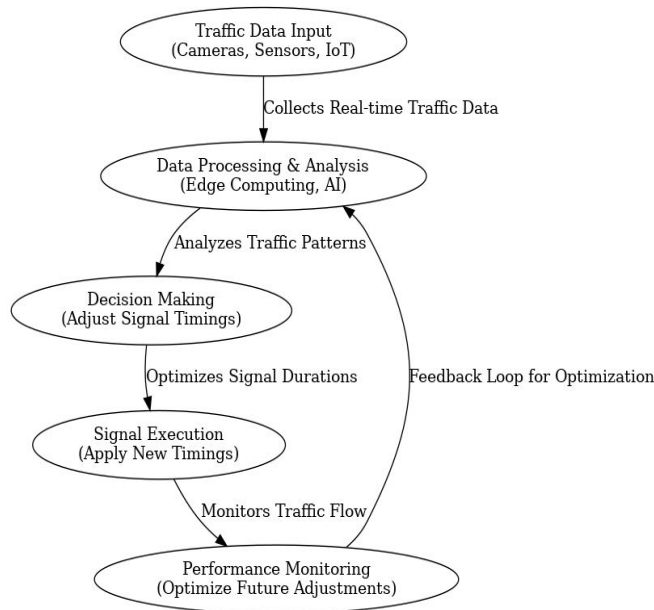 Traffic Data Input
(Cameras, Sensors, IoT)
Collects Real-time Traffic Data
Data Processing & Analysis
(Edge Computing, AI)
Analyzes Traffic Patterns
Decision Making
(Adjust Signal Timings)
Optimizes Signal Durations
Feedback Loop for Optimization
Signal Execution
(Apply New Timings)
Monitors Traffic Flow
Performance Monitoring
(Optimize Future Adjustments)